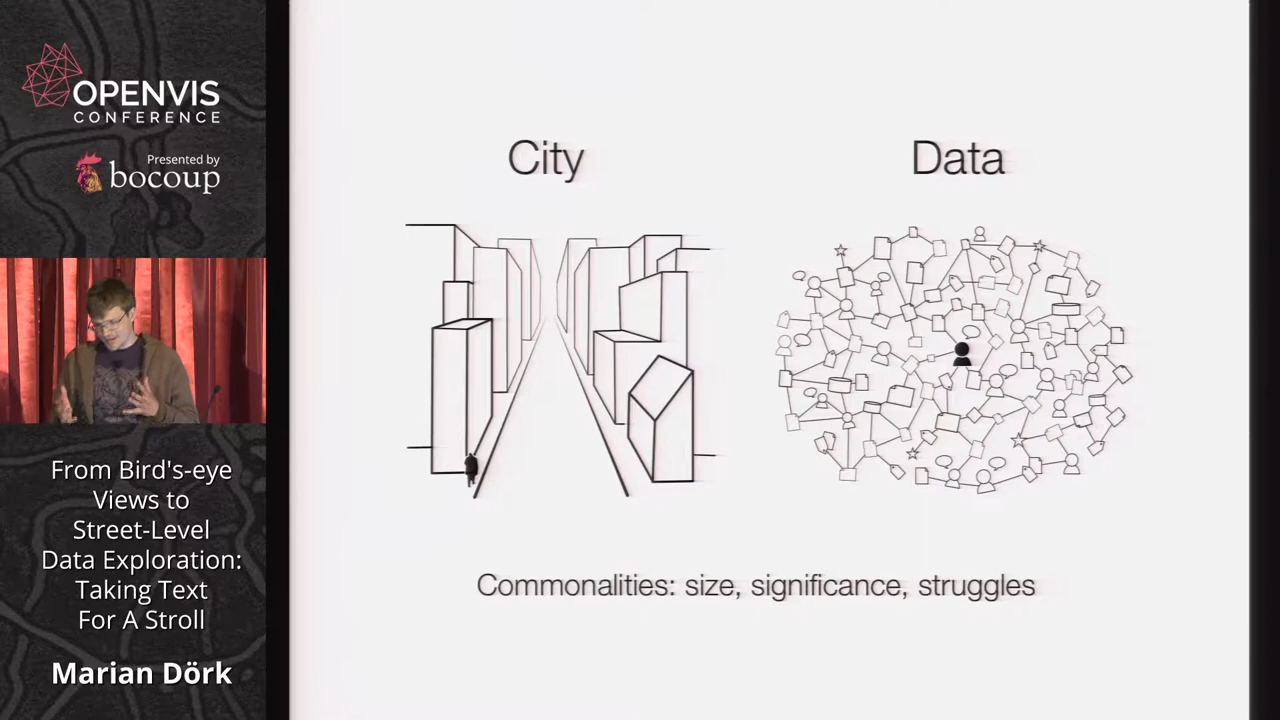 OPENVIS
CONFERENCE
Presented by
bocoup
From Bird's-eye
Views to
Street-Level
Data Exploration:
Taking Text
For A Stroll
Marian Dörk
City
Data
Commonalities: size, significance, struggles